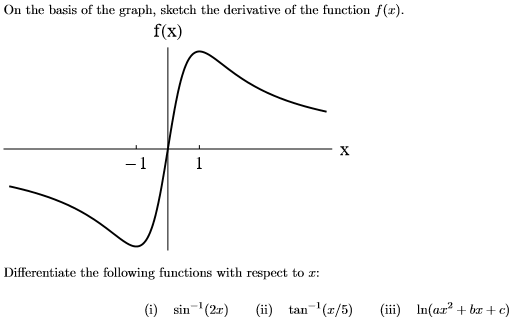 On the basis of the graph, sketch the derivative of the function f(x).
f(x)
x
−1 1
Differentiate the following functions with respect to x:
(i) sin⁻¹(2x) (ii) tan⁻¹(x/5) (iii) ln(ax² + bx + c)